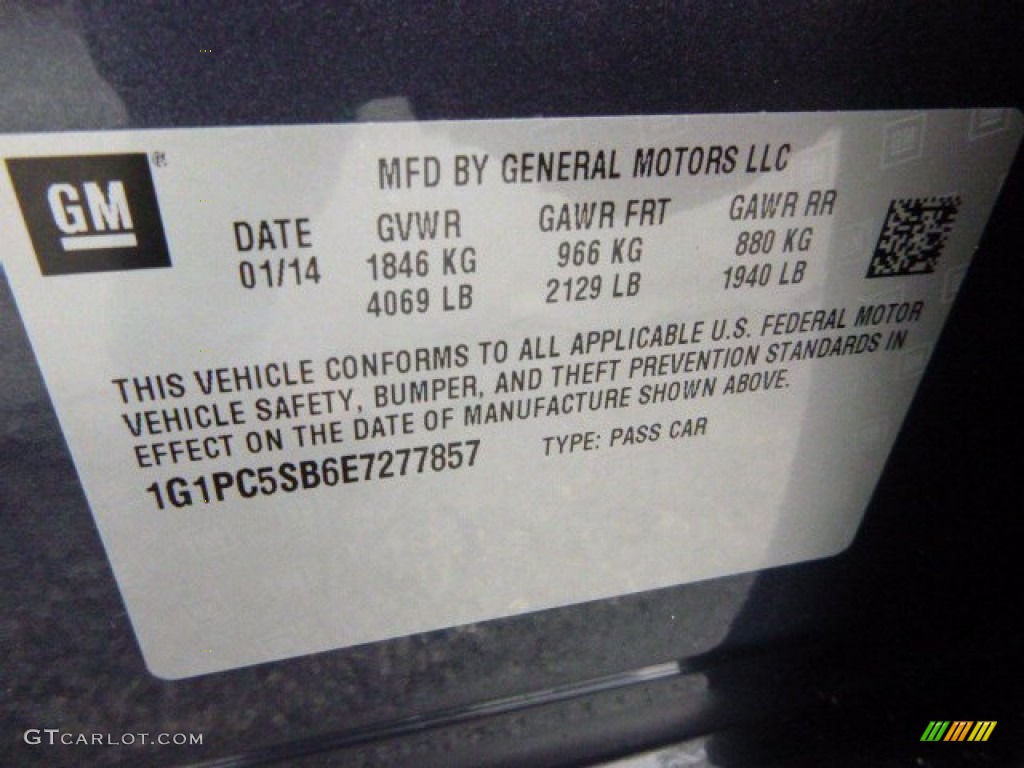 GM ®
MFD BY GENERAL MOTORS LLC
DATE GVWR GAWR FRT GAWR RR
01/14 1846 KG 966 KG 880 KG
4069 LB 2129 LB 1940 LB
THIS VEHICLE CONFORMS TO ALL APPLICABLE U.S. FEDERAL MOTOR
VEHICLE SAFETY, BUMPER, AND THEFT PREVENTION STANDARDS IN
EFFECT ON THE DATE OF MANUFACTURE SHOWN ABOVE.
1G1PC5SB6E7277857 TYPE: PASS CAR
GTCARLOT.COM